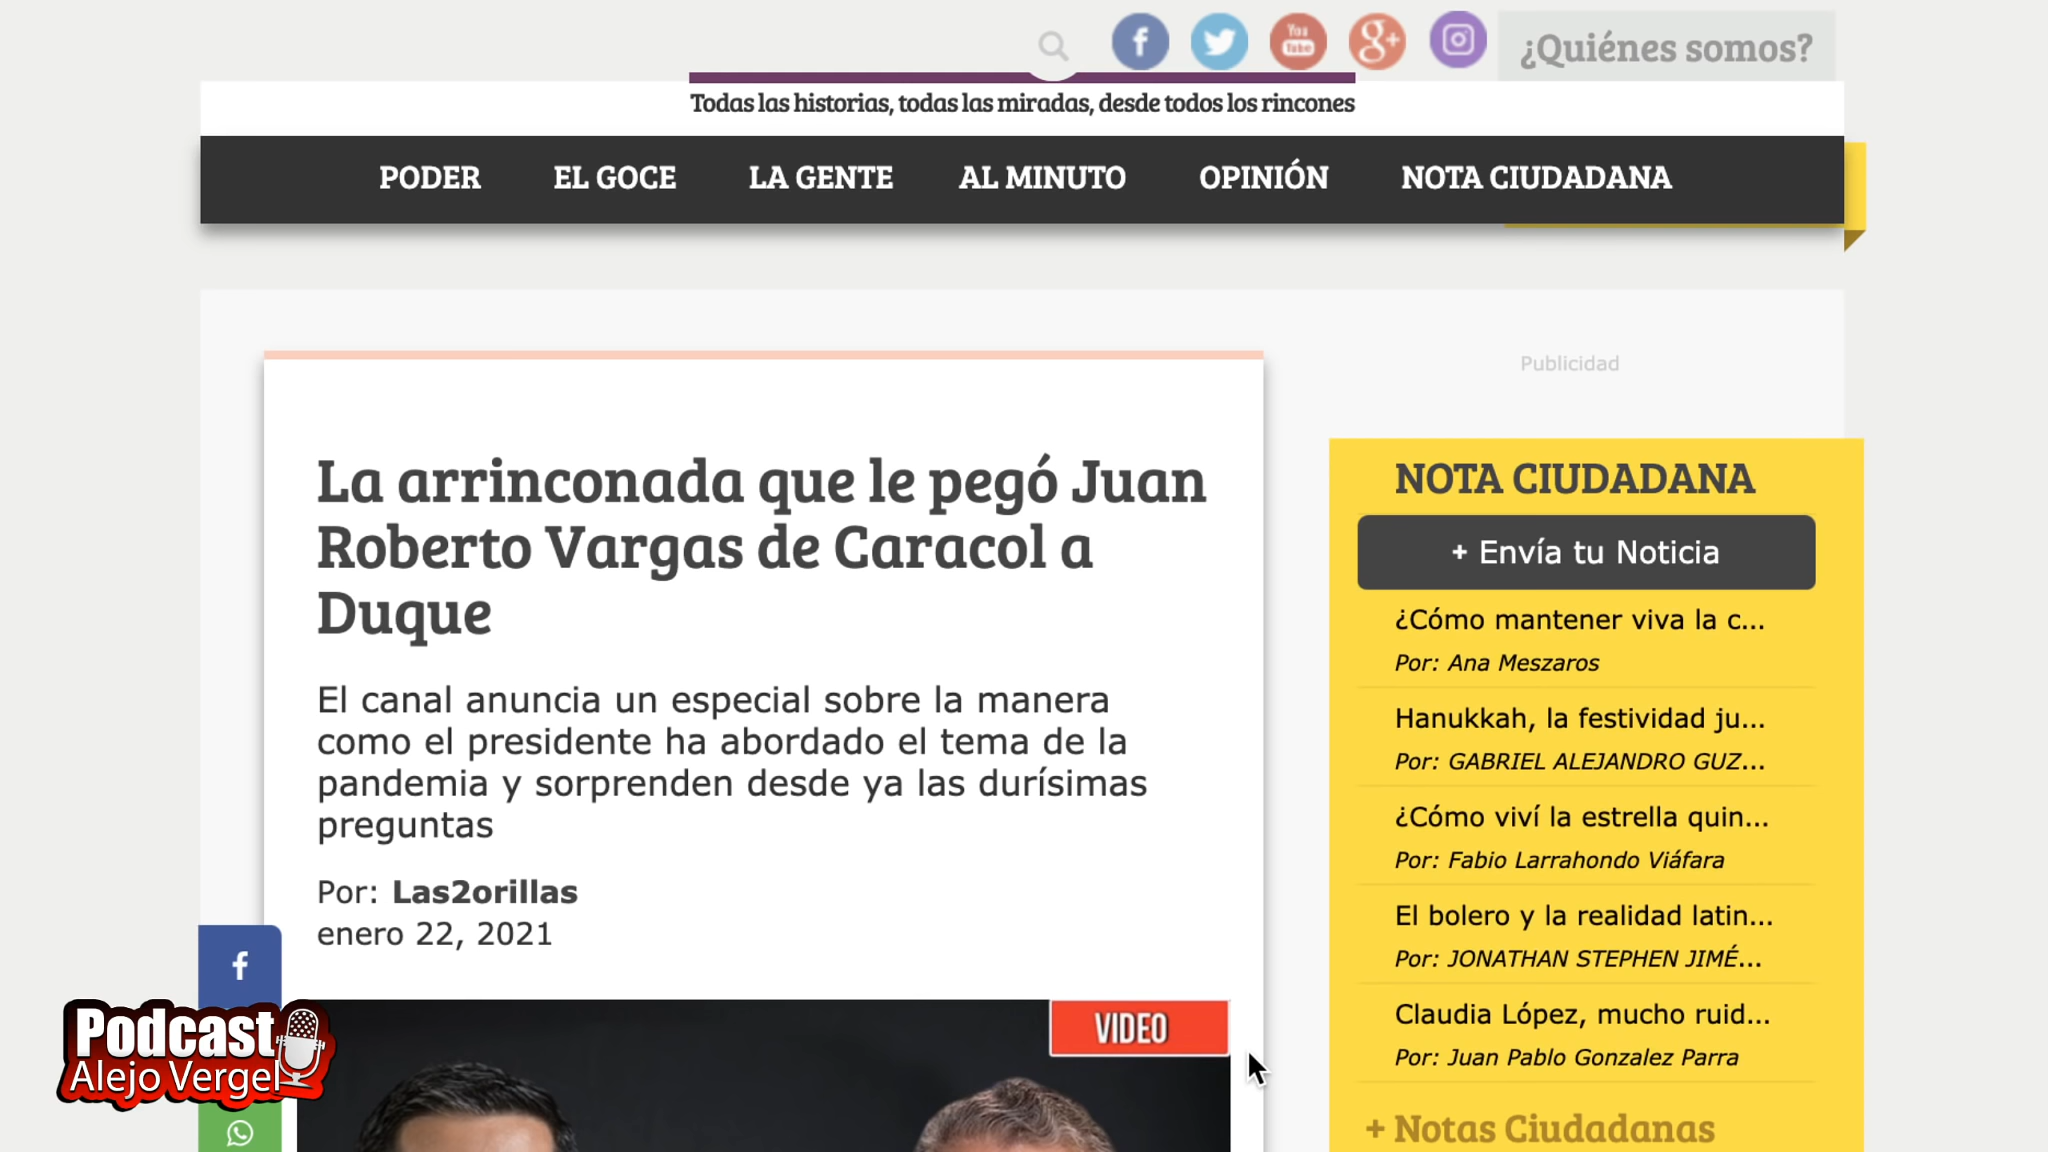 ¿Quiénes somos?
Todas las historias, todas las miradas, desde todos los rincones
PODER EL GOCE LA GENTE AL MINUTO OPINIÓN NOTA CIUDADANA
La arrinconada que le pegó Juan
Roberto Vargas de Caracol a
Duque
El canal anuncia un especial sobre la manera
como el presidente ha abordado el tema de la
pandemia y sorprenden desde ya las durísimas
preguntas
Por: Las2orillas
enero 22, 2021
VIDEO
Publicidad
NOTA CIUDADANA
+ Envía tu Noticia
¿Cómo mantener viva la c...
Por: Ana Meszaros
Hanukkah, la festividad ju...
Por: GABRIEL ALEJANDRO GUZ...
¿Cómo viví la estrella quin...
Por: Fabio Larrahondo Viáfara
El bolero y la realidad latin...
Por: JONATHAN STEPHEN JIMÉ...
Claudia López, mucho ruid...
Por: Juan Pablo Gonzalez Parra
+ Notas Ciudadanas
Podcast
Alejo Vergel